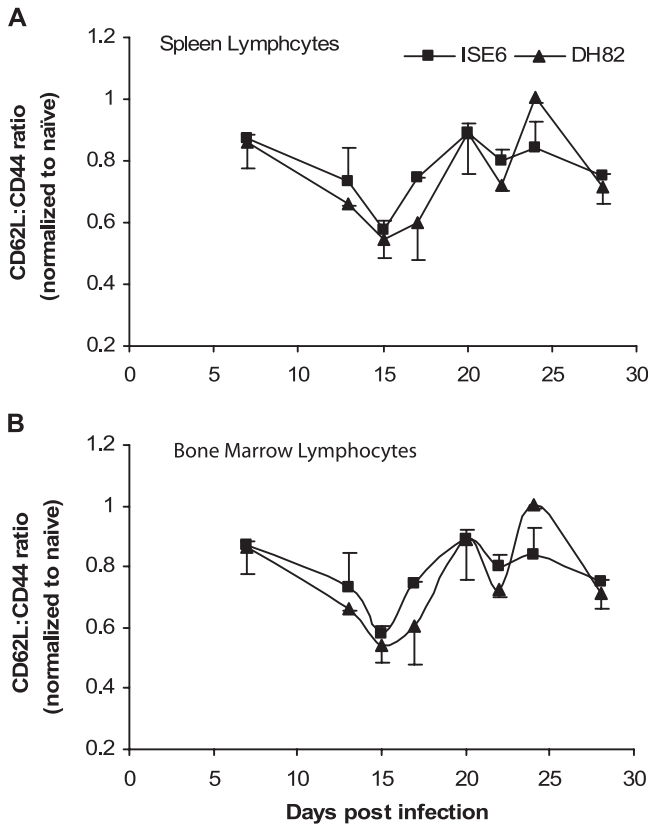 A
Spleen Lymphcytes
ISE6
DH82
CD62L:CD44 ratio
(normalized to naïve)
1.2
1
0.8
0.6
0.4
0.2
0 5 10 15 20 25 30
B
Bone Marrow Lymphocytes
CD62L:CD44 ratio
(normalized to naive)
1.2
1
0.8
0.6
0.4
0.2
0 5 10 15 20 25 30
Days post infection